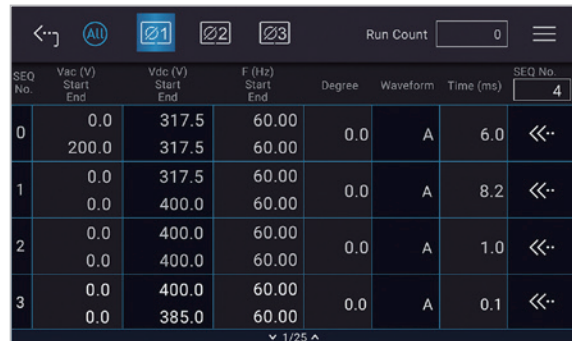 All Ø1 Ø2 Ø3 Run Count 0
SEQ No. Vac (V) Start End Vdc (V) Start End F (Hz) Start End Degree Waveform Time (ms) SEQ No. 4
0 0.0 317.5 60.00 0.0 A 6.0
200.0 317.5 60.00
1 0.0 317.5 60.00 0.0 A 8.2
0.0 400.0 60.00
2 0.0 400.0 60.00 0.0 A 1.0
0.0 400.0 60.00
3 0.0 400.0 60.00 0.0 A 0.1
0.0 385.0 60.00
1/25